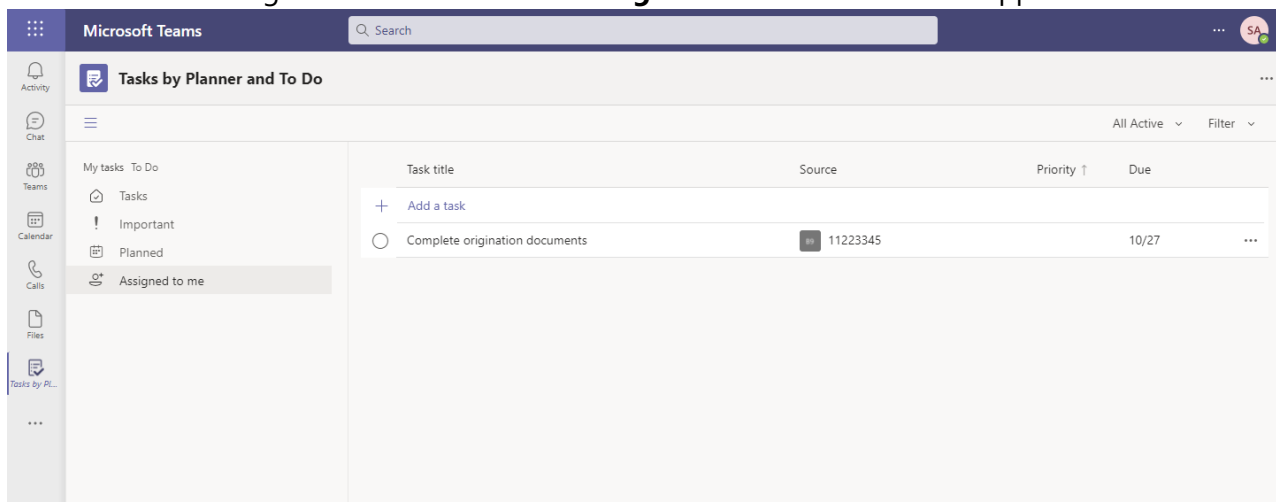 Microsoft Teams
Search
SA
Activity
Tasks by Planner and To Do
Chat
All Active
Filter
Teams
My tasks To Do
Task title
Source
Priority ↑
Due
Tasks
Add a task
Important
Calendar
Complete origination documents
11223345
10/27
Planned
Assigned to me
Calls
Files
Tasks by Pl...